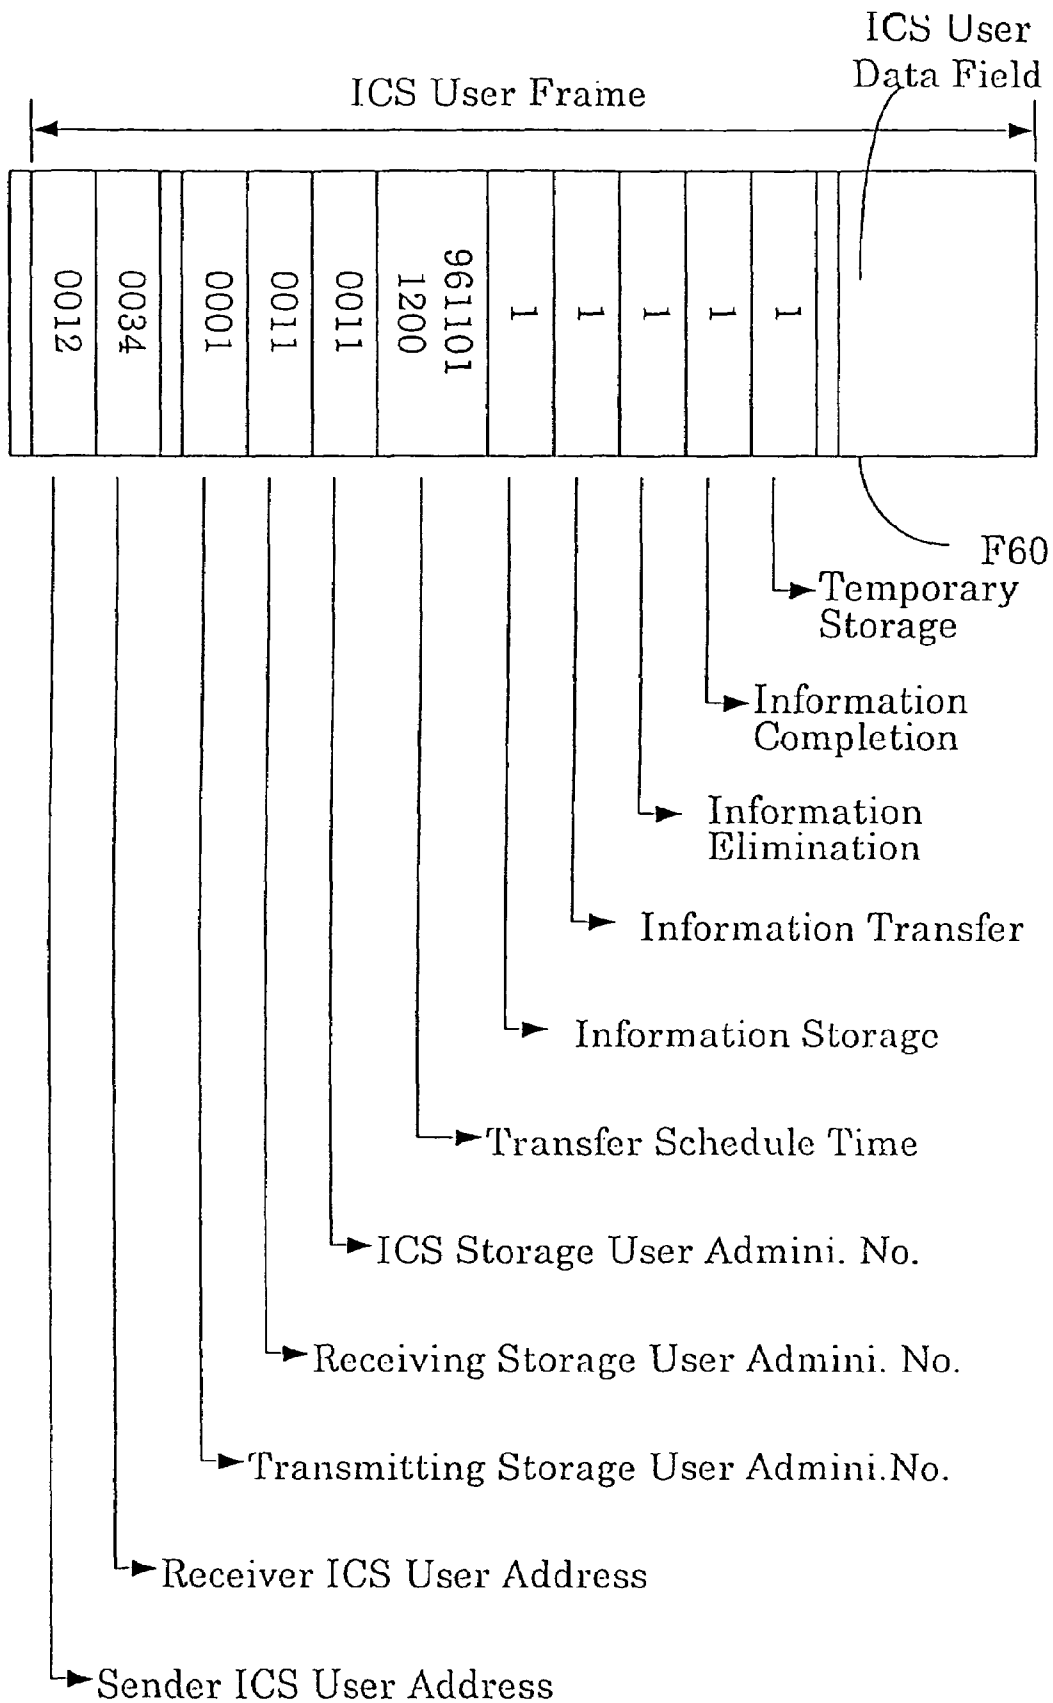 ICS User
Data Field
ICS User Frame
0012
0034
0001
0011
0011
961101
1200
1
1
1
1
1
F60
Temporary
Storage
Information
Completion
Information
Elimination
Information Transfer
Information Storage
Transfer Schedule Time
ICS Storage User Admini. No.
Receiving Storage User Admini. No.
Transmitting Storage User Admini.No.
Receiver ICS User Address
Sender ICS User Address